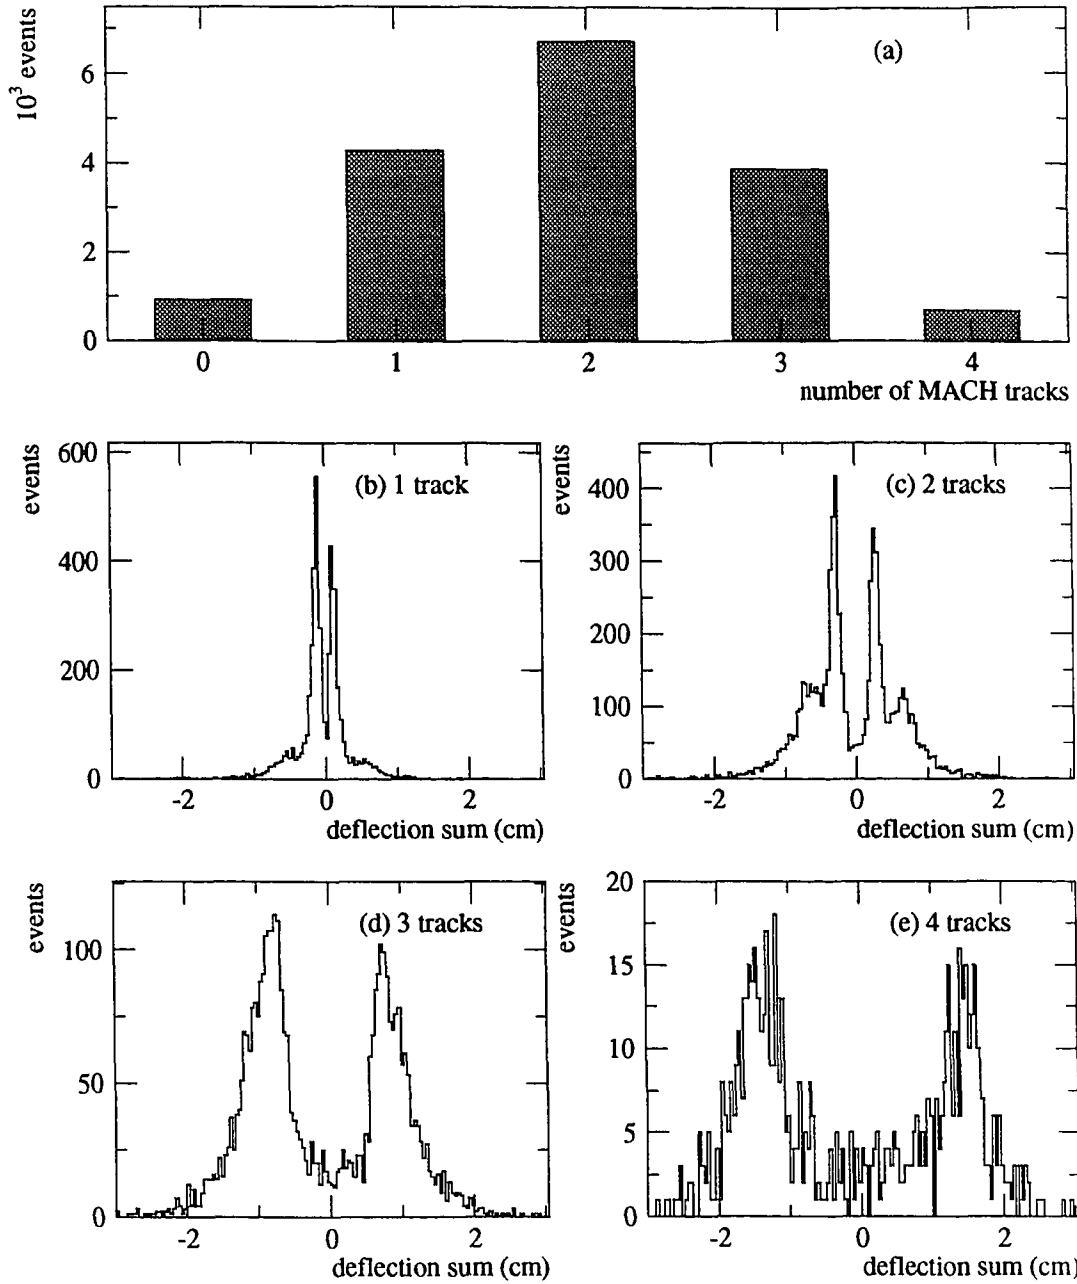 10³ events
(a)
6
4
2
0
0 1 2 3 4
number of MACH tracks
events
600
400
200
0
(b) 1 track
-2 0 2
deflection sum (cm)
events
400
300
200
100
0
(c) 2 tracks
-2 0 2
deflection sum (cm)
events
100
50
0
(d) 3 tracks
-2 0 2
deflection sum (cm)
events
20
15
10
5
0
(e) 4 tracks
-2 0 2
deflection sum (cm)